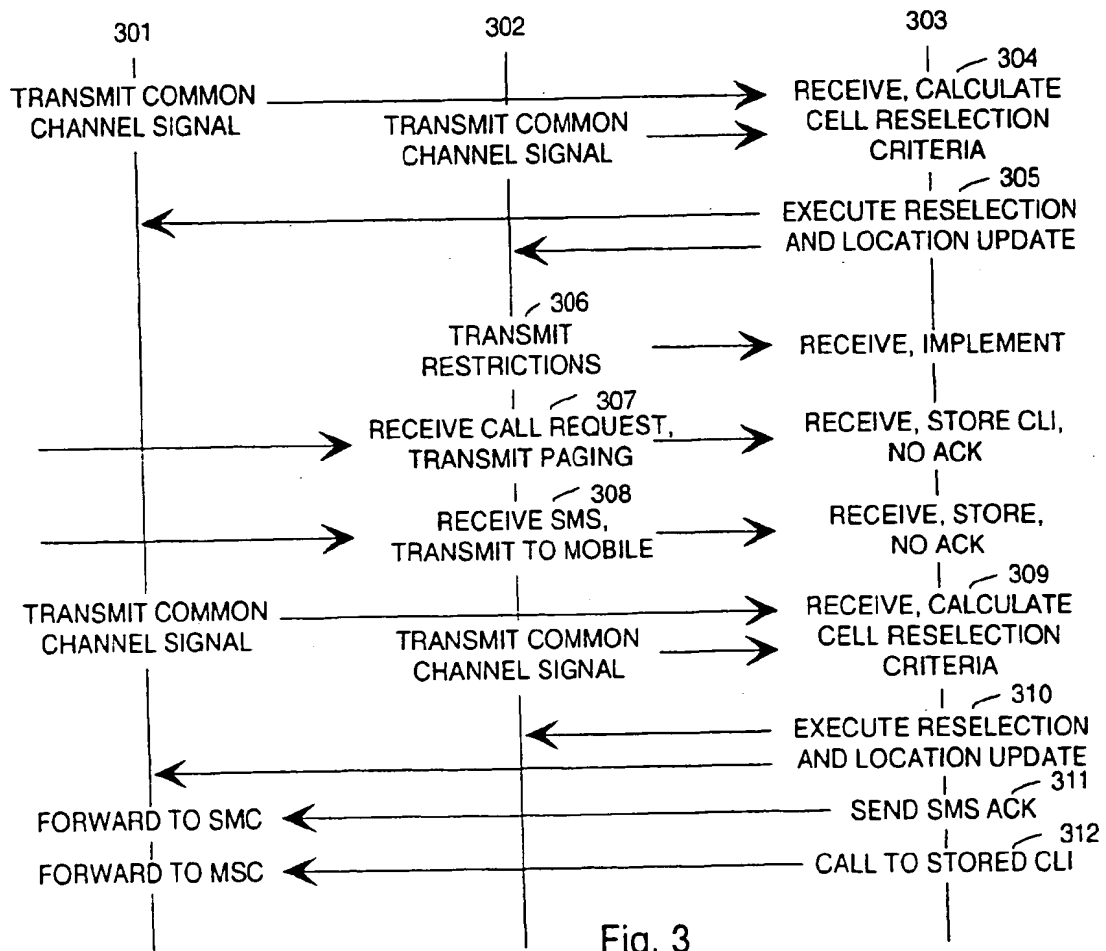 301
302
303
304
TRANSMIT COMMON
CHANNEL SIGNAL
RECEIVE, CALCULATE
CELL RESELECTION
CRITERIA
TRANSMIT COMMON
CHANNEL SIGNAL
305
EXECUTE RESELECTION
AND LOCATION UPDATE
306
TRANSMIT
RESTRICTIONS
RECEIVE, IMPLEMENT
307
RECEIVE CALL REQUEST,
TRANSMIT PAGING
RECEIVE, STORE CLI,
NO ACK
308
RECEIVE SMS,
TRANSMIT TO MOBILE
RECEIVE, STORE,
NO ACK
309
TRANSMIT COMMON
CHANNEL SIGNAL
RECEIVE, CALCULATE
CELL RESELECTION
CRITERIA
TRANSMIT COMMON
CHANNEL SIGNAL
310
EXECUTE RESELECTION
AND LOCATION UPDATE
311
FORWARD TO SMC
SEND SMS ACK
312
FORWARD TO MSC
CALL TO STORED CLI
Fig. 3